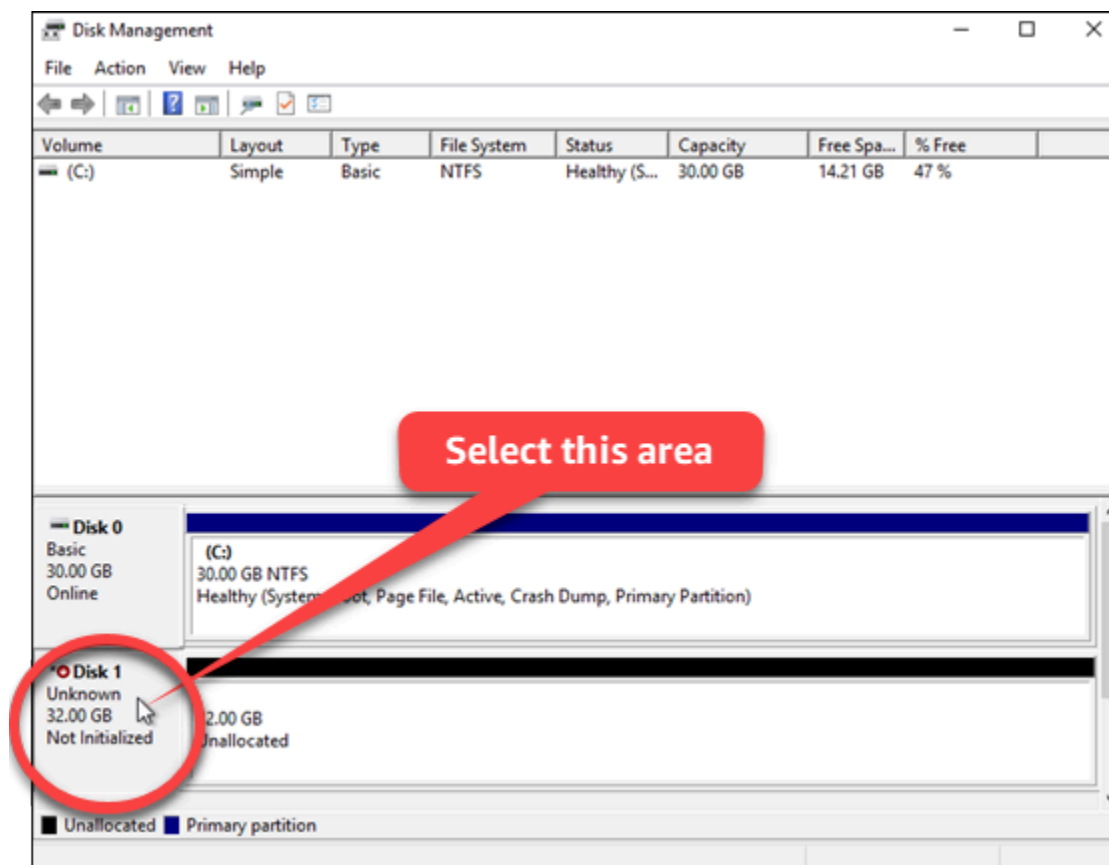 Disk Management
File Action View Help
Volume Layout Type File System Status Capacity Free Spa... % Free
(C:) Simple Basic NTFS Healthy (S... 30.00 GB 14.21 GB 47 %
Select this area
Disk 0
Basic
30.00 GB
Online
(C:)
30.00 GB NTFS
Healthy (System, Page File, Active, Crash Dump, Primary Partition)
Disk 1
Unknown
32.00 GB
Not Initialized
2.00 GB
nallocated
Unallocated Primary partition